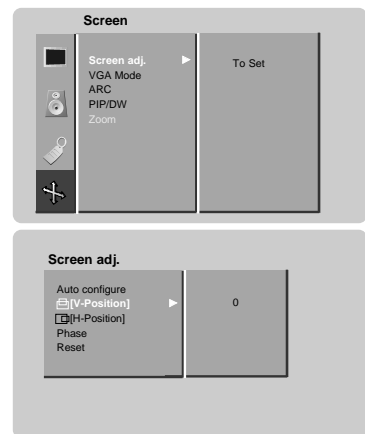 Screen
Screen adj. To Set
VGA Mode
ARC
PIP/DW
Zoom
Screen adj.
Auto configure
[V-Position] 0
[H-Position]
Phase
Reset